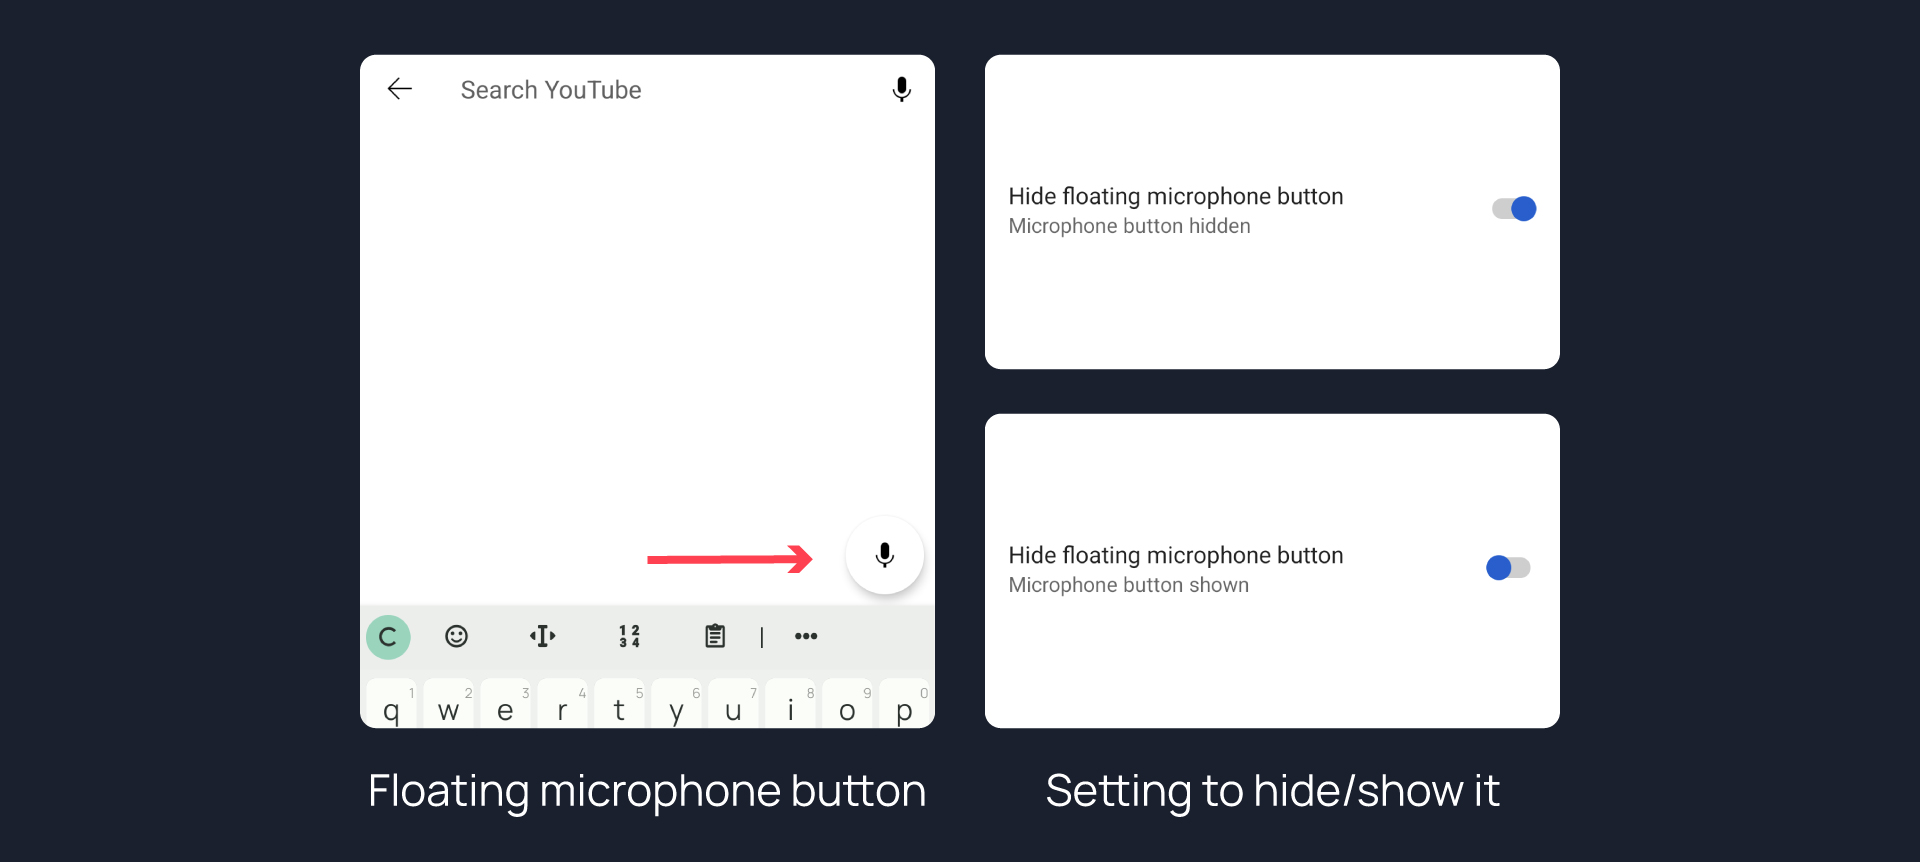 Search YouTube
C
1 2
3 4
|
1 2 3 4 5 6 7 8 9 0
q w e r t y u i o p
Floating microphone button
Hide floating microphone button
Microphone button hidden
Hide floating microphone button
Microphone button shown
Setting to hide/show it